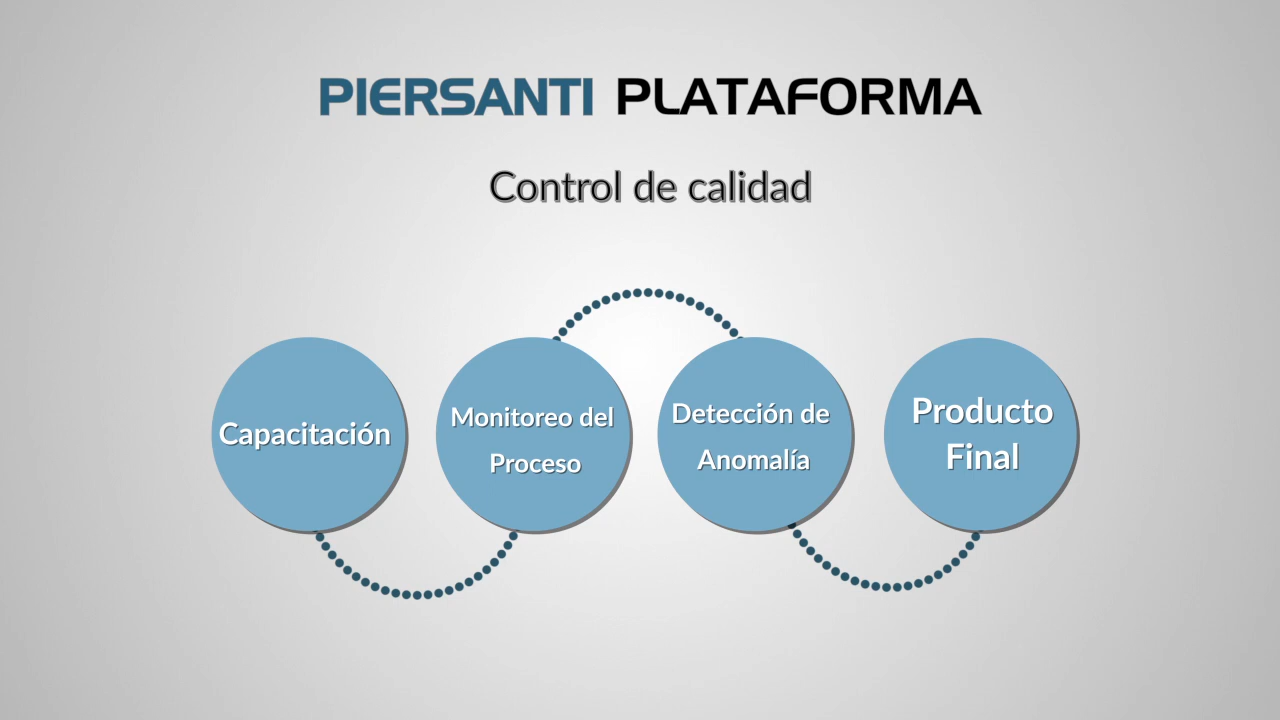 PIERSANTI PLATAFORMA
Control de calidad
Capacitación
Monitoreo del
Proceso
Detección de
Anomalía
Producto
Final